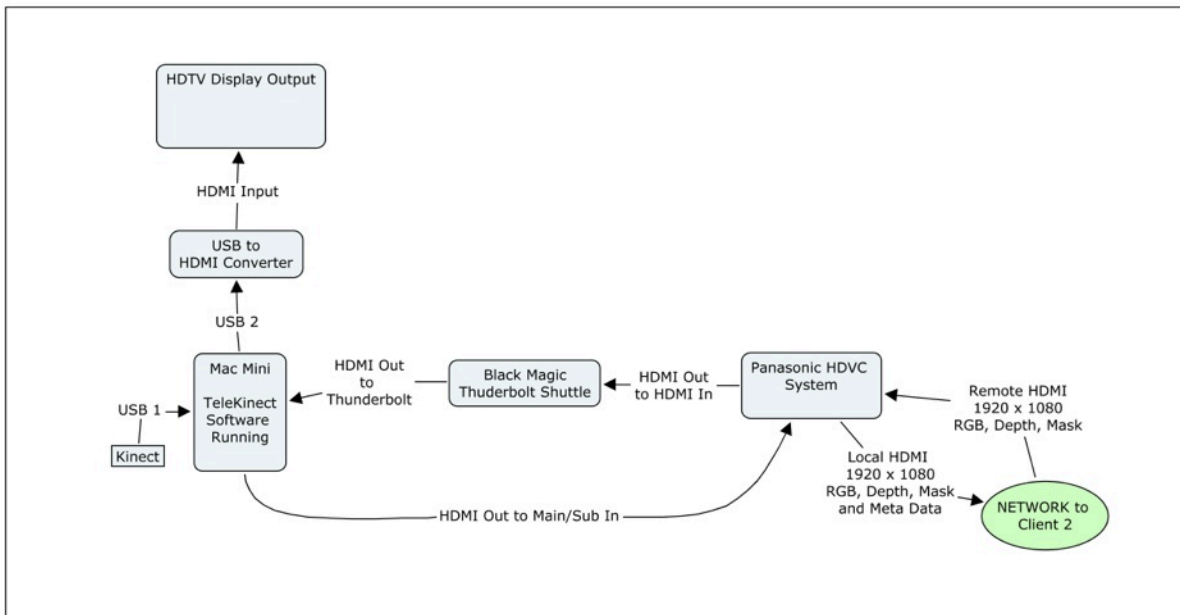 HDTV Display Output
HDMI Input
USB to
HDMI Converter
USB 2
Mac Mini
TeleKinect
Software
Running
USB 1
Kinect
HDMI Out
to
Thunderbolt
Black Magic
Thuderbolt Shuttle
HDMI Out
to HDMI In
Panasonic HDVC
System
Remote HDMI
1920 x 1080
RGB, Depth, Mask
Local HDMI
1920 x 1080
RGB, Depth, Mask
and Meta Data
NETWORK to
Client 2
HDMI Out to Main/Sub In